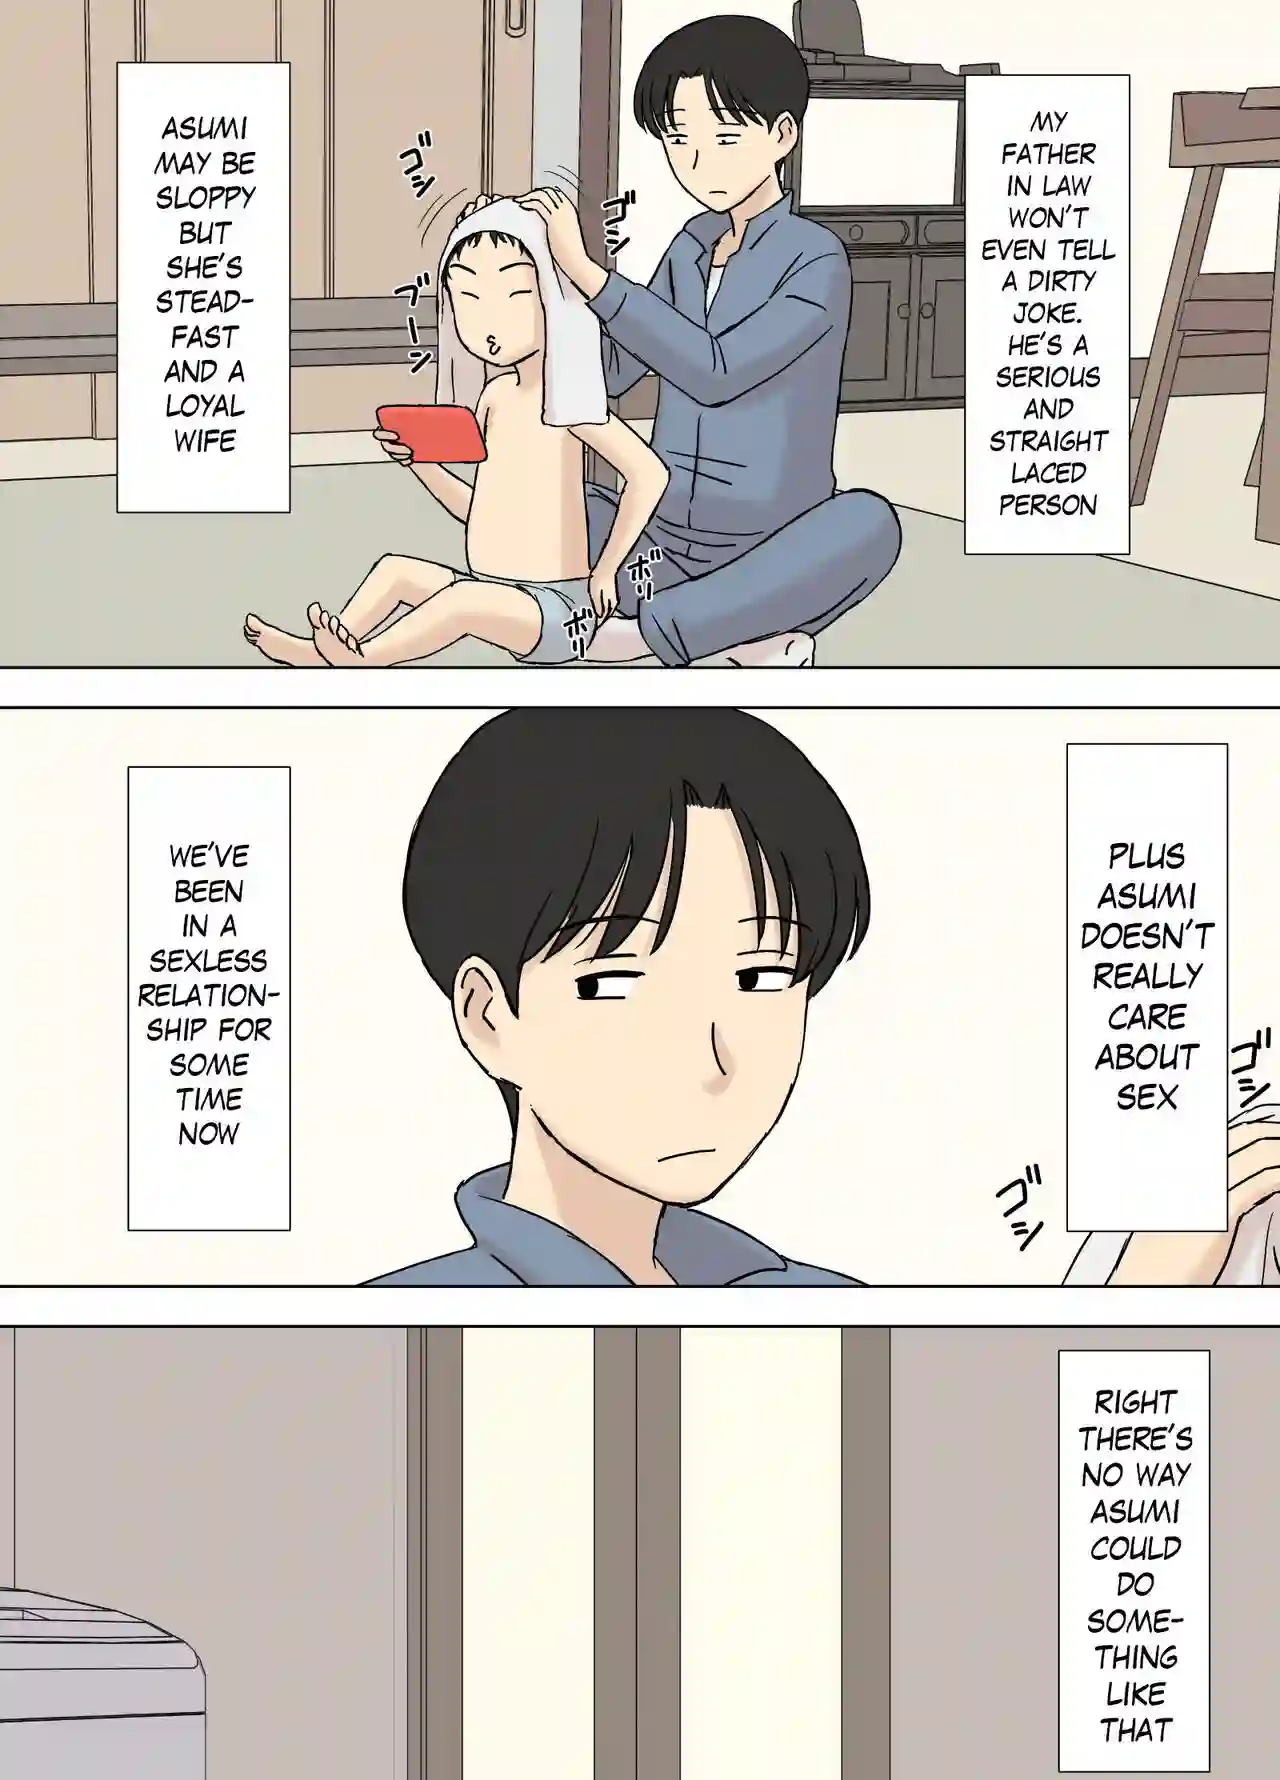 MY
FATHER
IN LAW
WON'T
EVEN TELL
A DIRTY
JOKE.
HE'S A
SERIOUS
AND
STRAIGHT
LACED
PERSON
ゴシ
ゴシ
ブーン
ボリ
ボリ
ASUMI
MAY BE
SLOPPY
BUT
SHE'S
STEAD-
FAST
AND A
LOYAL
WIFE
PLUS
ASUMI
DOESN'T
REALLY
CARE
ABOUT
SEX
ゴシ
ゴシ
WE'VE
BEEN
IN A
SEXLESS
RELATION-
SHIP FOR
SOME
TIME
NOW
RIGHT
THERE'S
NO WAY
ASUMI
COULD
DO
SOME-
THING
LIKE
THAT